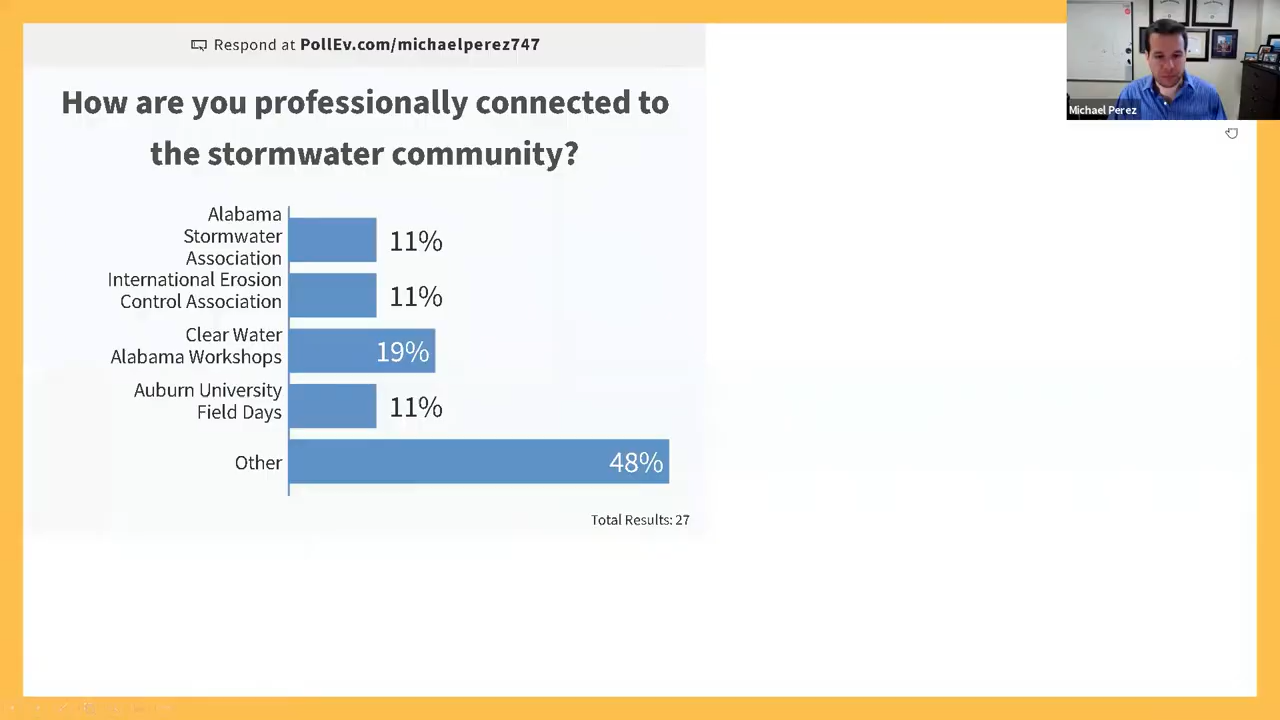 Respond at PollEv.com/michaelperez747
How are you professionally connected to
the stormwater community?
Alabama
Stormwater
Association
11%
International Erosion
Control Association
11%
Clear Water
Alabama Workshops
19%
Auburn University
Field Days
11%
Other
48%
Total Results: 27
Michael Perez